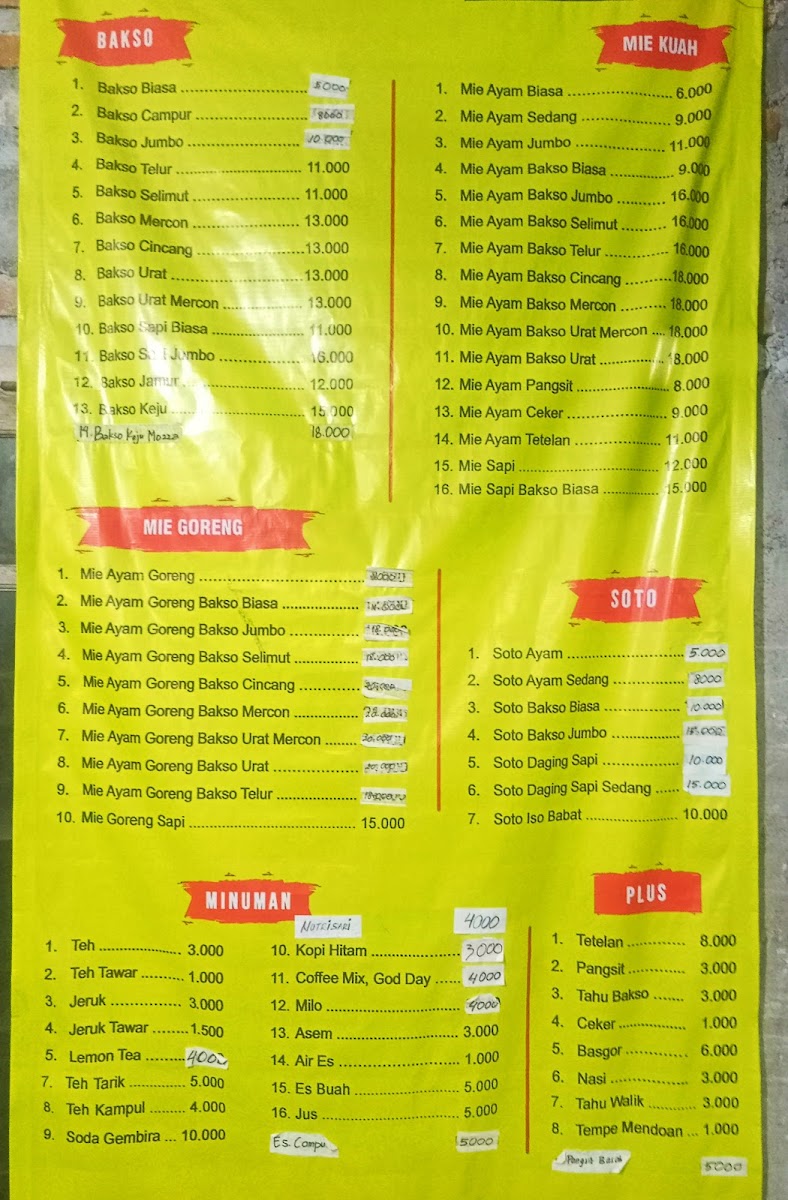 BAKSO
1. Bakso Biasa 5000
2. Bakso Campur 8000
3. Bakso Jumbo 10.000
4. Bakso Telur 11.000
5. Bakso Selimut 11.000
6. Bakso Mercon 13.000
7. Bakso Cincang 13.000
8. Bakso Urat 13.000
9. Bakso Urat Mercon 13.000
10. Bakso Sapi Biasa 11.000
11. Bakso Sapi Jumbo 16.000
12. Bakso Jamur 12.000
13. Bakso Keju 15.000
14. Bakso Keju Mozza 18.000
MIE KUAH
1. Mie Ayam Biasa 6.000
2. Mie Ayam Sedang 9.000
3. Mie Ayam Jumbo 11.000
4. Mie Ayam Bakso Biasa 9.000
5. Mie Ayam Bakso Jumbo 16.000
6. Mie Ayam Bakso Selimut 16.000
7. Mie Ayam Bakso Telur 16.000
8. Mie Ayam Bakso Cincang 18.000
9. Mie Ayam Bakso Mercon 18.000
10. Mie Ayam Bakso Urat Mercon 18.000
11. Mie Ayam Bakso Urat 18.000
12. Mie Ayam Pangsit 8.000
13. Mie Ayam Ceker 9.000
14. Mie Ayam Tetelan 11.000
15. Mie Sapi 12.000
16. Mie Sapi Bakso Biasa 15.000
MIE GORENG
1. Mie Ayam Goreng
2. Mie Ayam Goreng Bakso Biasa
3. Mie Ayam Goreng Bakso Jumbo
4. Mie Ayam Goreng Bakso Selimut
5. Mie Ayam Goreng Bakso Cincang
6. Mie Ayam Goreng Bakso Mercon
7. Mie Ayam Goreng Bakso Urat Mercon
8. Mie Ayam Goreng Bakso Urat
9. Mie Ayam Goreng Bakso Telur
10. Mie Goreng Sapi 15.000
SOTO
1. Soto Ayam 5.000
2. Soto Ayam Sedang 8000
3. Soto Bakso Biasa 10.000
4. Soto Bakso Jumbo
5. Soto Daging Sapi 10.000
6. Soto Daging Sapi Sedang 15.000
7. Soto Iso Babat 10.000
MINUMAN
1. Teh 3.000
2. Teh Tawar 1.000
3. Jeruk 3.000
4. Jeruk Tawar 1.500
5. Lemon Tea 4000
7. Teh Tarik 5.000
8. Teh Kampul 4.000
9. Soda Gembira 10.000
Nutrisari 4000
10. Kopi Hitam 3000
11. Coffee Mix, God Day 4000
12. Milo 4000
13. Asem 3.000
14. Air Es 1.000
15. Es Buah 5.000
16. Jus 5.000
Es. Campu 5000
PLUS
1. Tetelan 8.000
2. Pangsit 3.000
3. Tahu Bakso 3.000
4. Ceker 1.000
5. Basgor 6.000
6. Nasi 3.000
7. Tahu Walik 3.000
8. Tempe Mendoan 1.000
Pangsit 5000